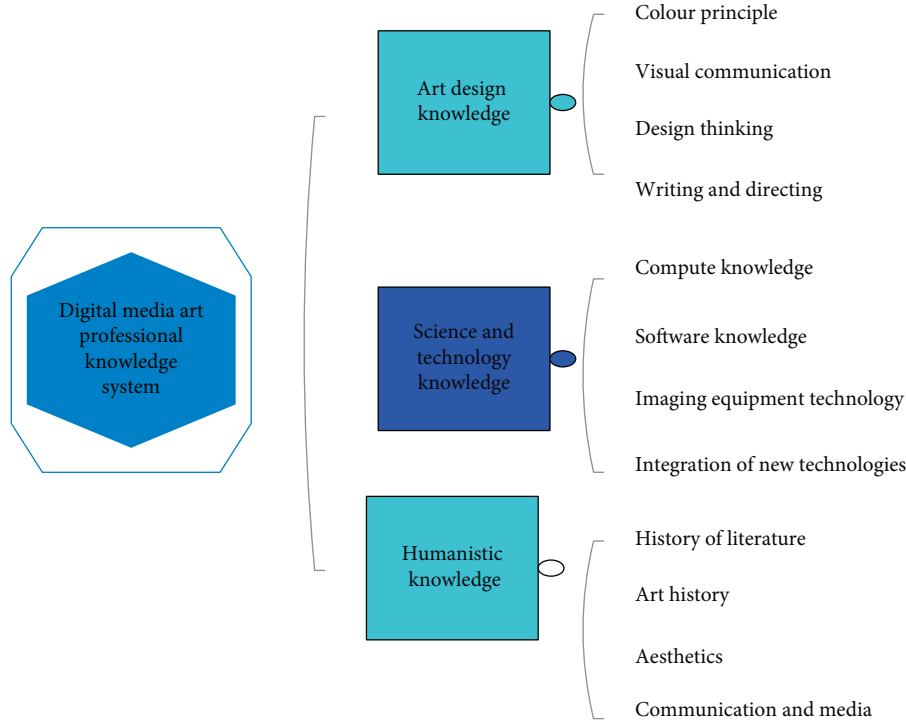 Digital media art
professional
knowledge
system
Art design
knowledge
Colour principle
Visual communication
Design thinking
Writing and directing
Science and
technology
knowledge
Compute knowledge
Software knowledge
Imaging equipment technology
Integration of new technologies
Humanistic
knowledge
History of literature
Art history
Aesthetics
Communication and media